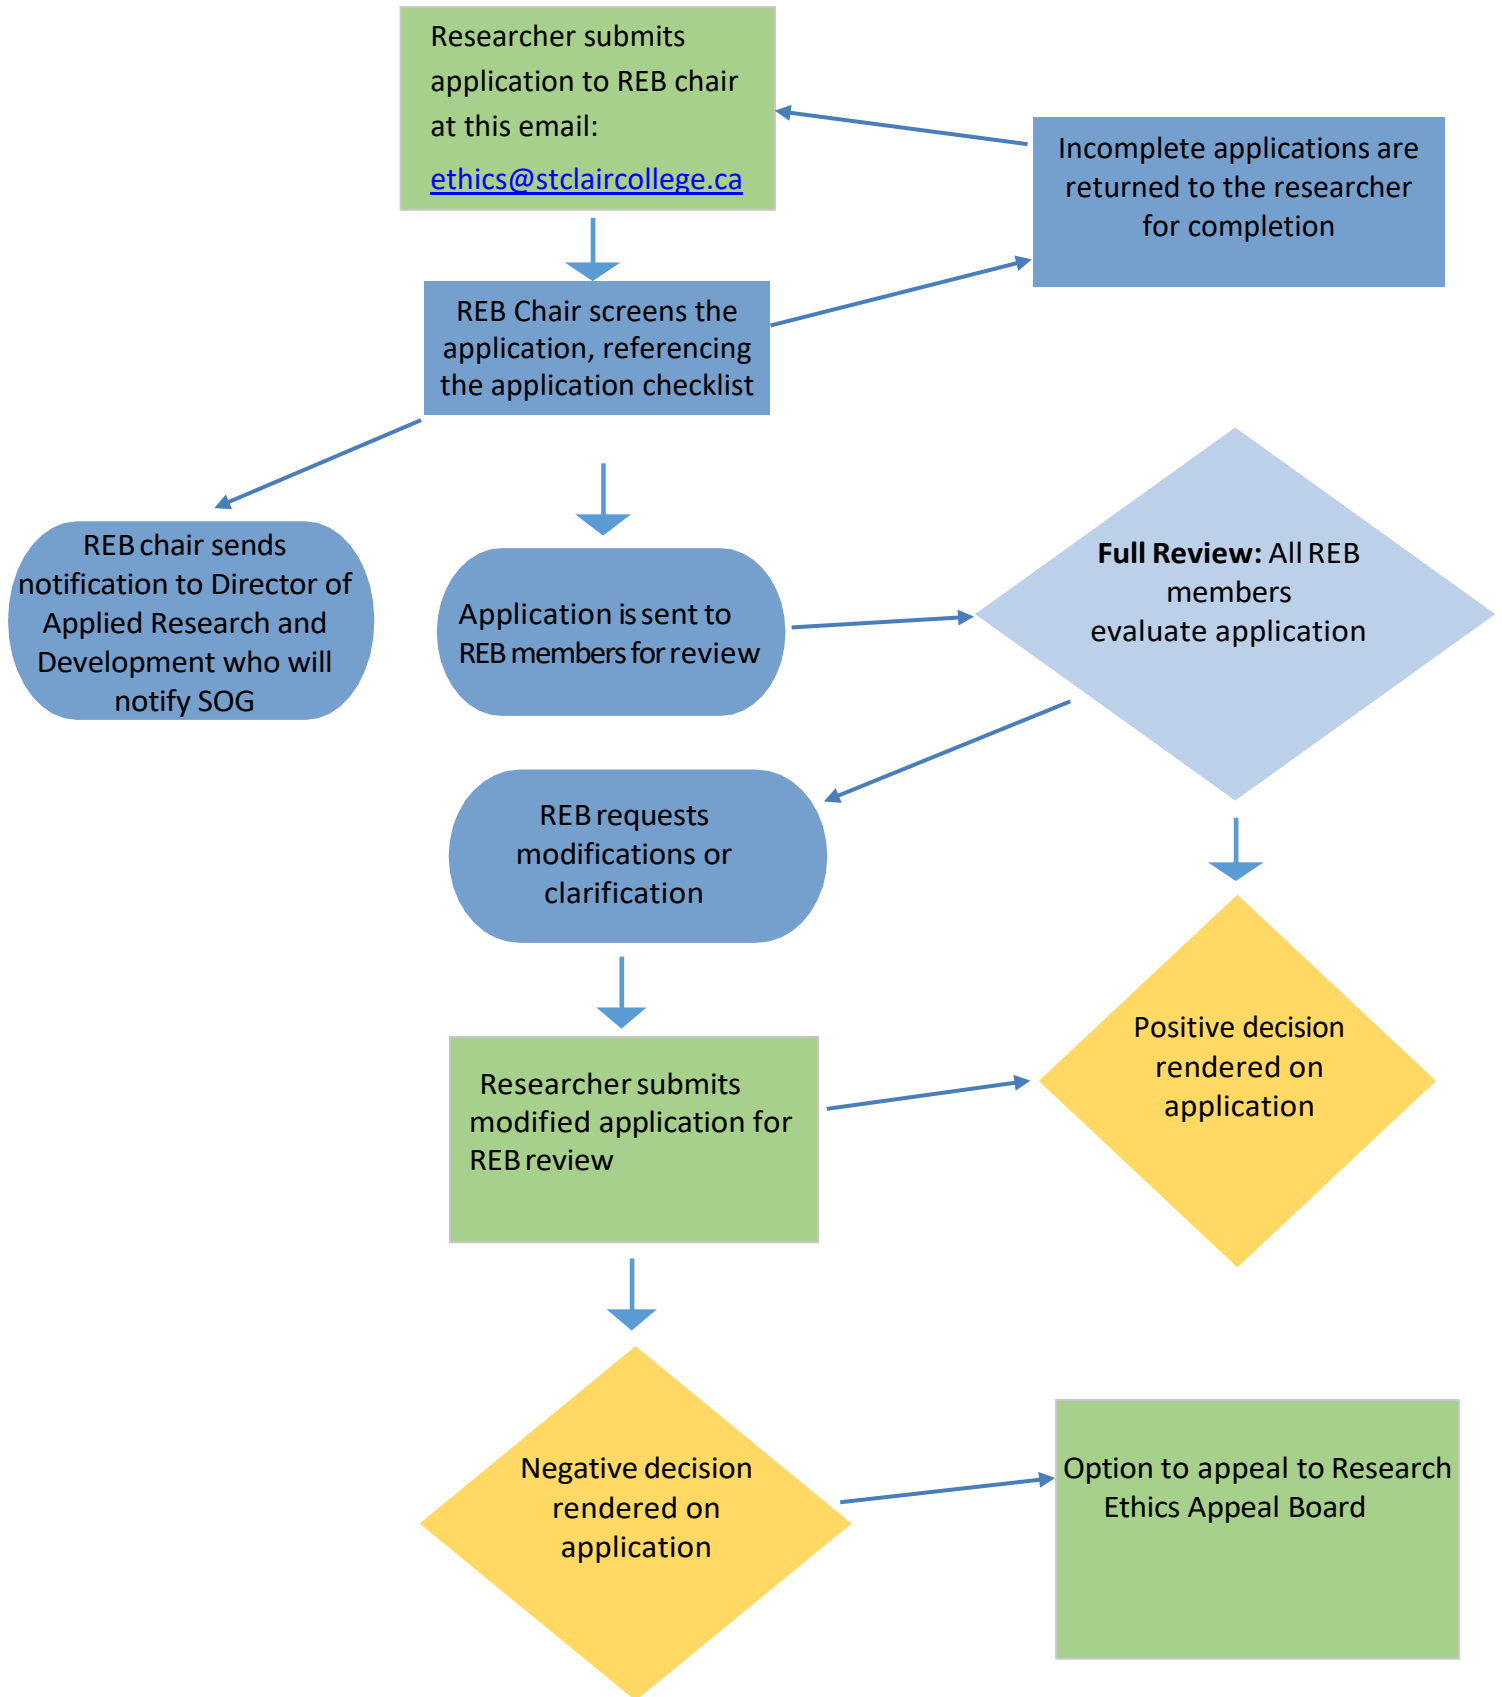 Researcher submits
application to REB chair
at this email:
ethics@stclaircollege.ca
Incomplete applications are
returned to the researcher
for completion
REB Chair screens the
application, referencing
the application checklist
REB chair sends
notification to Director of
Applied Research and
Development who will
notify SOG
Application is sent to
REB members for review
Full Review: All REB
members
evaluate application
REB requests
modifications or
clarification
Researcher submits
modified application for
REB review
Positive decision
rendered on
application
Negative decision
rendered on
application
Option to appeal to Research
Ethics Appeal Board